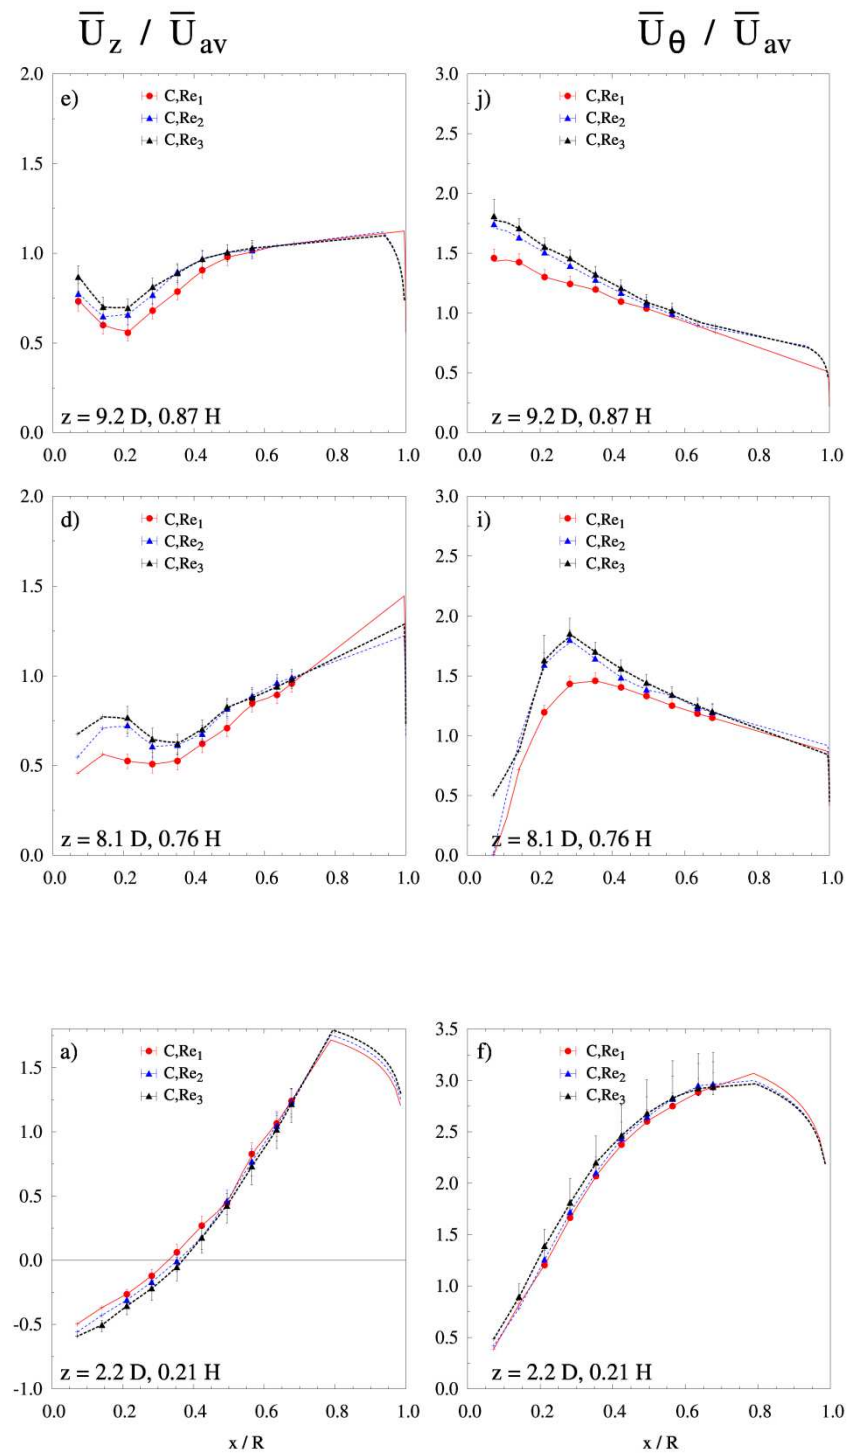 U̅z / U̅av
U̅θ / U̅av
e)
C,Re1
C,Re2
C,Re3
z = 9.2 D, 0.87 H
2.0
1.5
1.0
0.5
0.0
0.0 0.2 0.4 0.6 0.8 1.0
j)
C,Re1
C,Re2
C,Re3
z = 9.2 D, 0.87 H
3.0
2.5
2.0
1.5
1.0
0.5
0.0
0.0 0.2 0.4 0.6 0.8 1.0
d)
C,Re1
C,Re2
C,Re3
z = 8.1 D, 0.76 H
2.0
1.5
1.0
0.5
0.0
0.0 0.2 0.4 0.6 0.8 1.0
i)
C,Re1
C,Re2
C,Re3
z = 8.1 D, 0.76 H
3.0
2.5
2.0
1.5
1.0
0.5
0.0
0.0 0.2 0.4 0.6 0.8 1.0
a)
C,Re1
C,Re2
C,Re3
z = 2.2 D, 0.21 H
1.5
1.0
0.5
0.0
-0.5
-1.0
0.0 0.2 0.4 0.6 0.8 1.0
x / R
f)
C,Re1
C,Re2
C,Re3
z = 2.2 D, 0.21 H
3.5
3.0
2.5
2.0
1.5
1.0
0.5
0.0
0.0 0.2 0.4 0.6 0.8 1.0
x / R